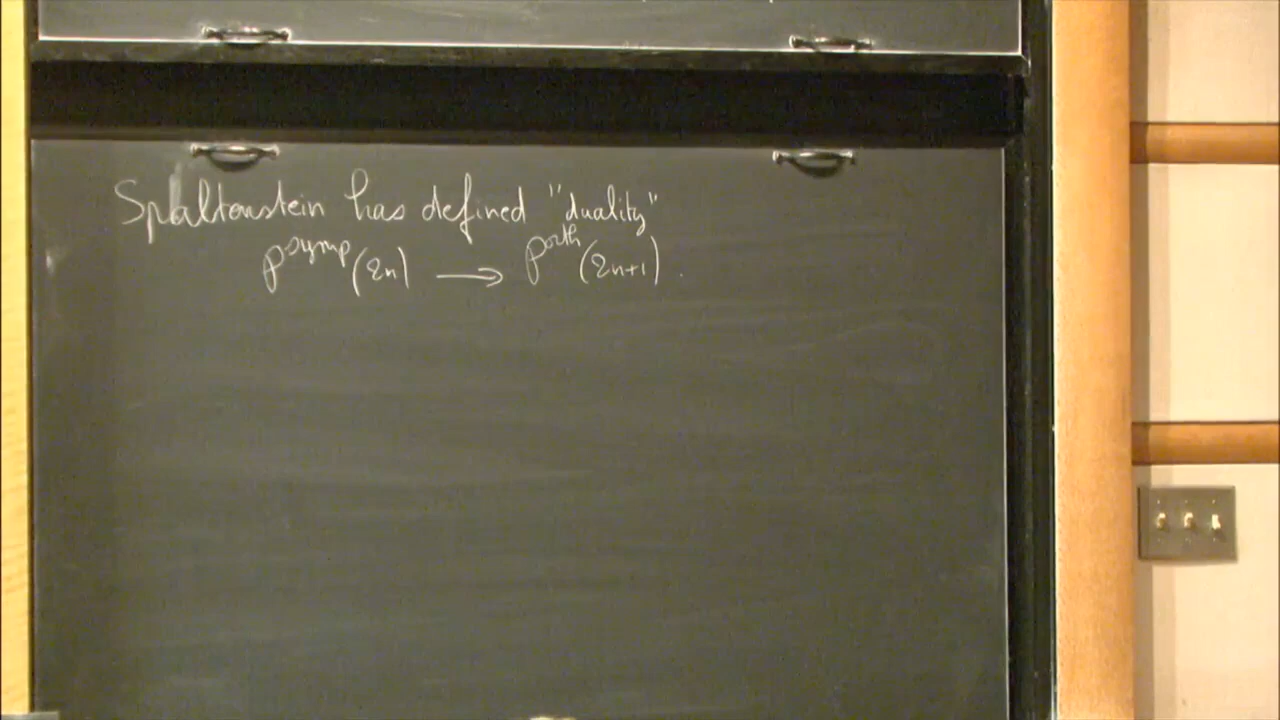 Spaltenstein has defined "duality"
P^symp(2n) → P^orth(2n+1).